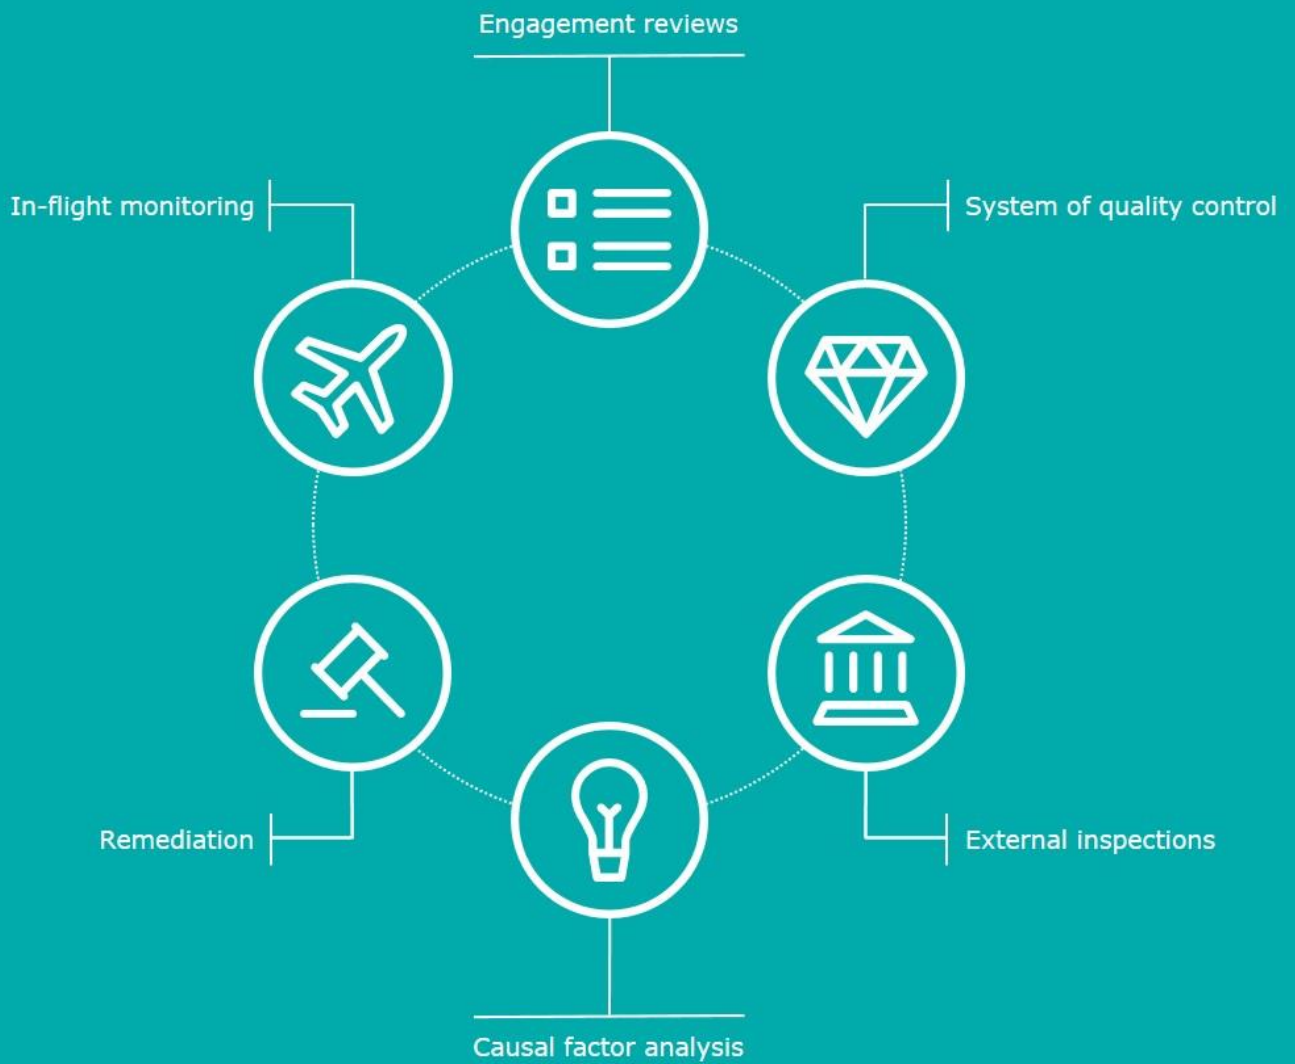 Engagement reviews
In-flight monitoring
System of quality control
Remediation
External inspections
Causal factor analysis